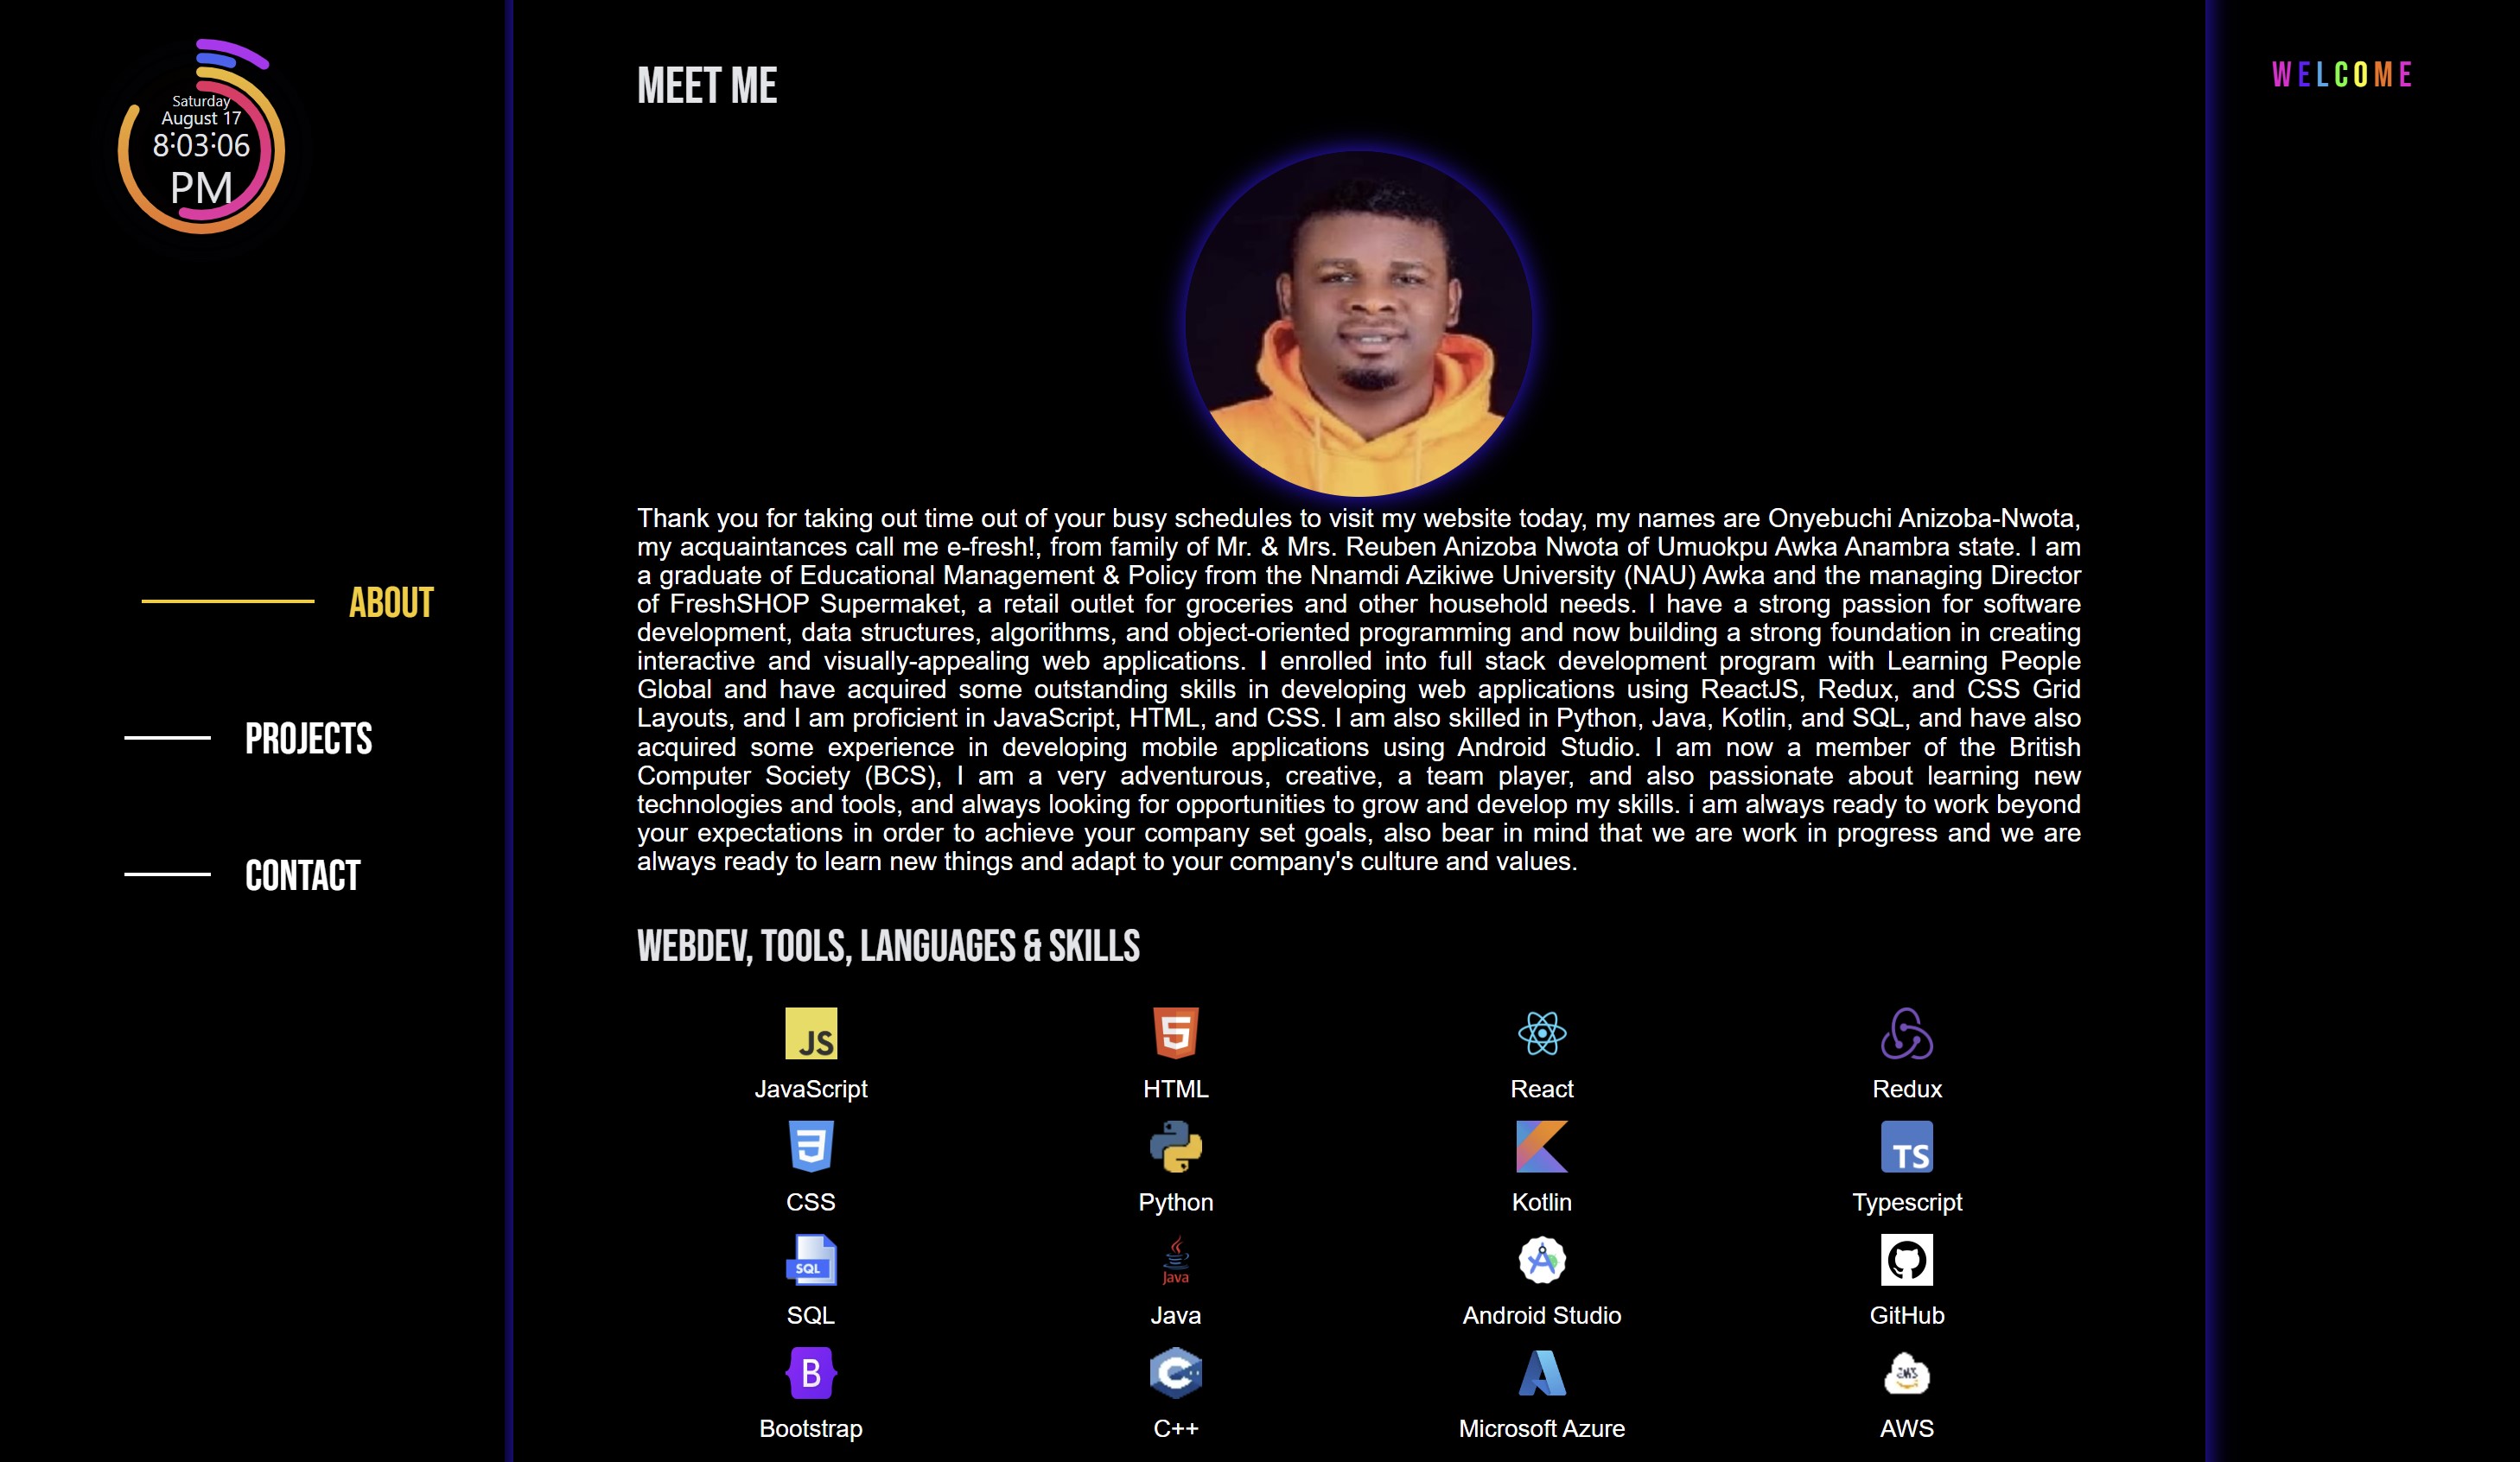 Saturday
August 17
8:03:06
PM
ABOUT
PROJECTS
CONTACT
MEET ME
Thank you for taking out time out of your busy schedules to visit my website today, my names are Onyebuchi Anizoba-Nwota,
my acquaintances call me e-fresh!, from family of Mr. & Mrs. Reuben Anizoba Nwota of Umuokpu Awka Anambra state. I am
a graduate of Educational Management & Policy from the Nnamdi Azikiwe University (NAU) Awka and the managing Director
of FreshSHOP Supermaket, a retail outlet for groceries and other household needs. I have a strong passion for software
development, data structures, algorithms, and object-oriented programming and now building a strong foundation in creating
interactive and visually-appealing web applications. I enrolled into full stack development program with Learning People
Global and have acquired some outstanding skills in developing web applications using ReactJS, Redux, and CSS Grid
Layouts, and I am proficient in JavaScript, HTML, and CSS. I am also skilled in Python, Java, Kotlin, and SQL, and have also
acquired some experience in developing mobile applications using Android Studio. I am now a member of the British
Computer Society (BCS), I am a very adventurous, creative, a team player, and also passionate about learning new
technologies and tools, and always looking for opportunities to grow and develop my skills. i am always ready to work beyond
your expectations in order to achieve your company set goals, also bear in mind that we are work in progress and we are
always ready to learn new things and adapt to your company's culture and values.
WEBDEV, TOOLS, LANGUAGES & SKILLS
JS
5
JavaScript
HTML
React
Redux
3
TS
CSS
Python
Kotlin
Typescript
SQL
Java
SQL
Java
Android Studio
GitHub
B
C
AWS
Bootstrap
C++
Microsoft Azure
AWS
WELCOME